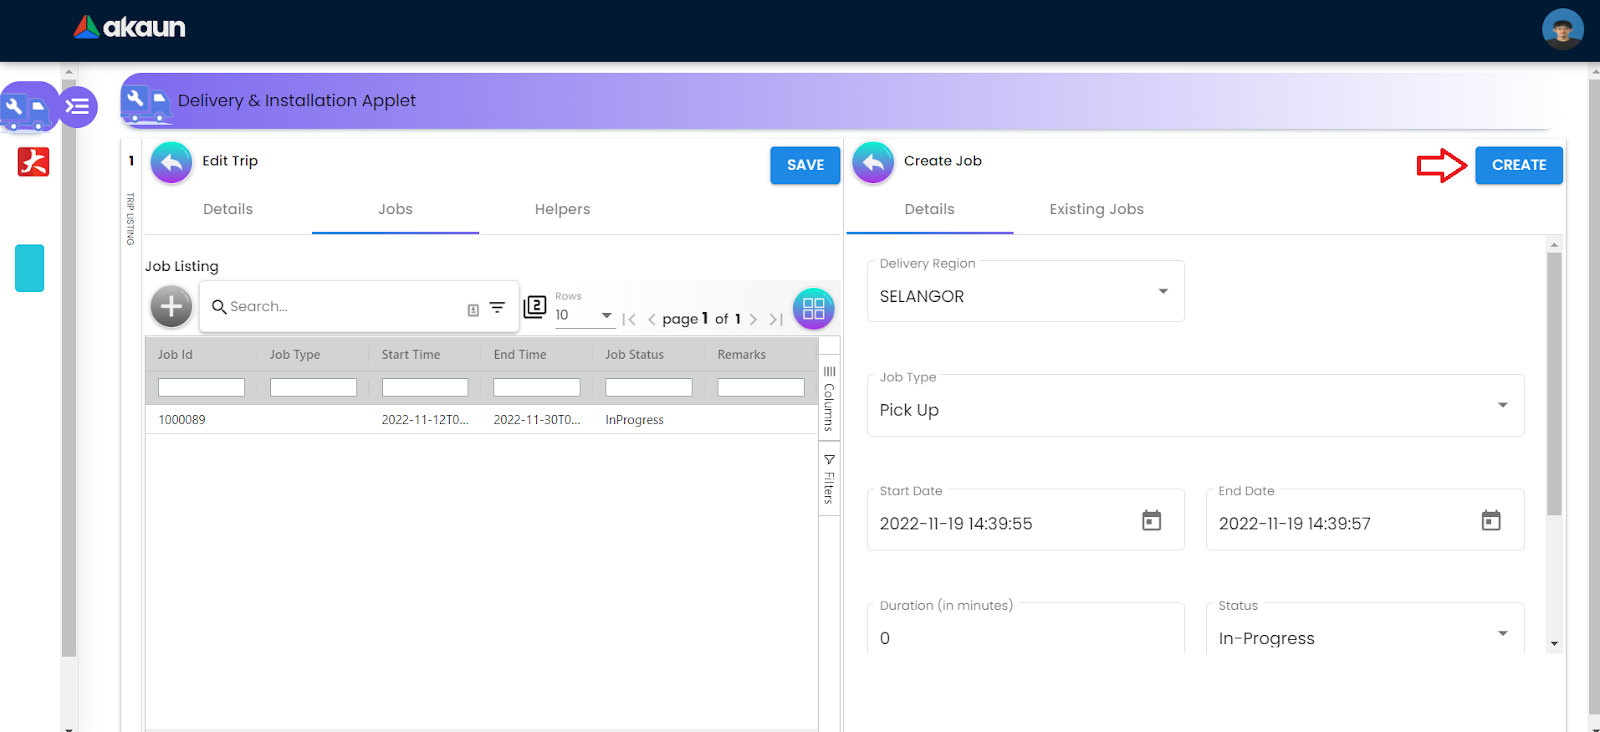 akaun
Delivery & Installation Applet
1
TRIP LISTING
Edit Trip
SAVE
Details
Jobs
Helpers
Job Listing
Search...
2
Rows
10
page 1 of 1
Job Id
Job Type
Start Time
End Time
Job Status
Remarks
1000089
2022-11-12T0...
2022-11-30T0...
InProgress
Columns
Filters
Create Job
CREATE
Details
Existing Jobs
Delivery Region
SELANGOR
Job Type
Pick Up
Start Date
2022-11-19 14:39:55
End Date
2022-11-19 14:39:57
Duration (in minutes)
0
Status
In-Progress